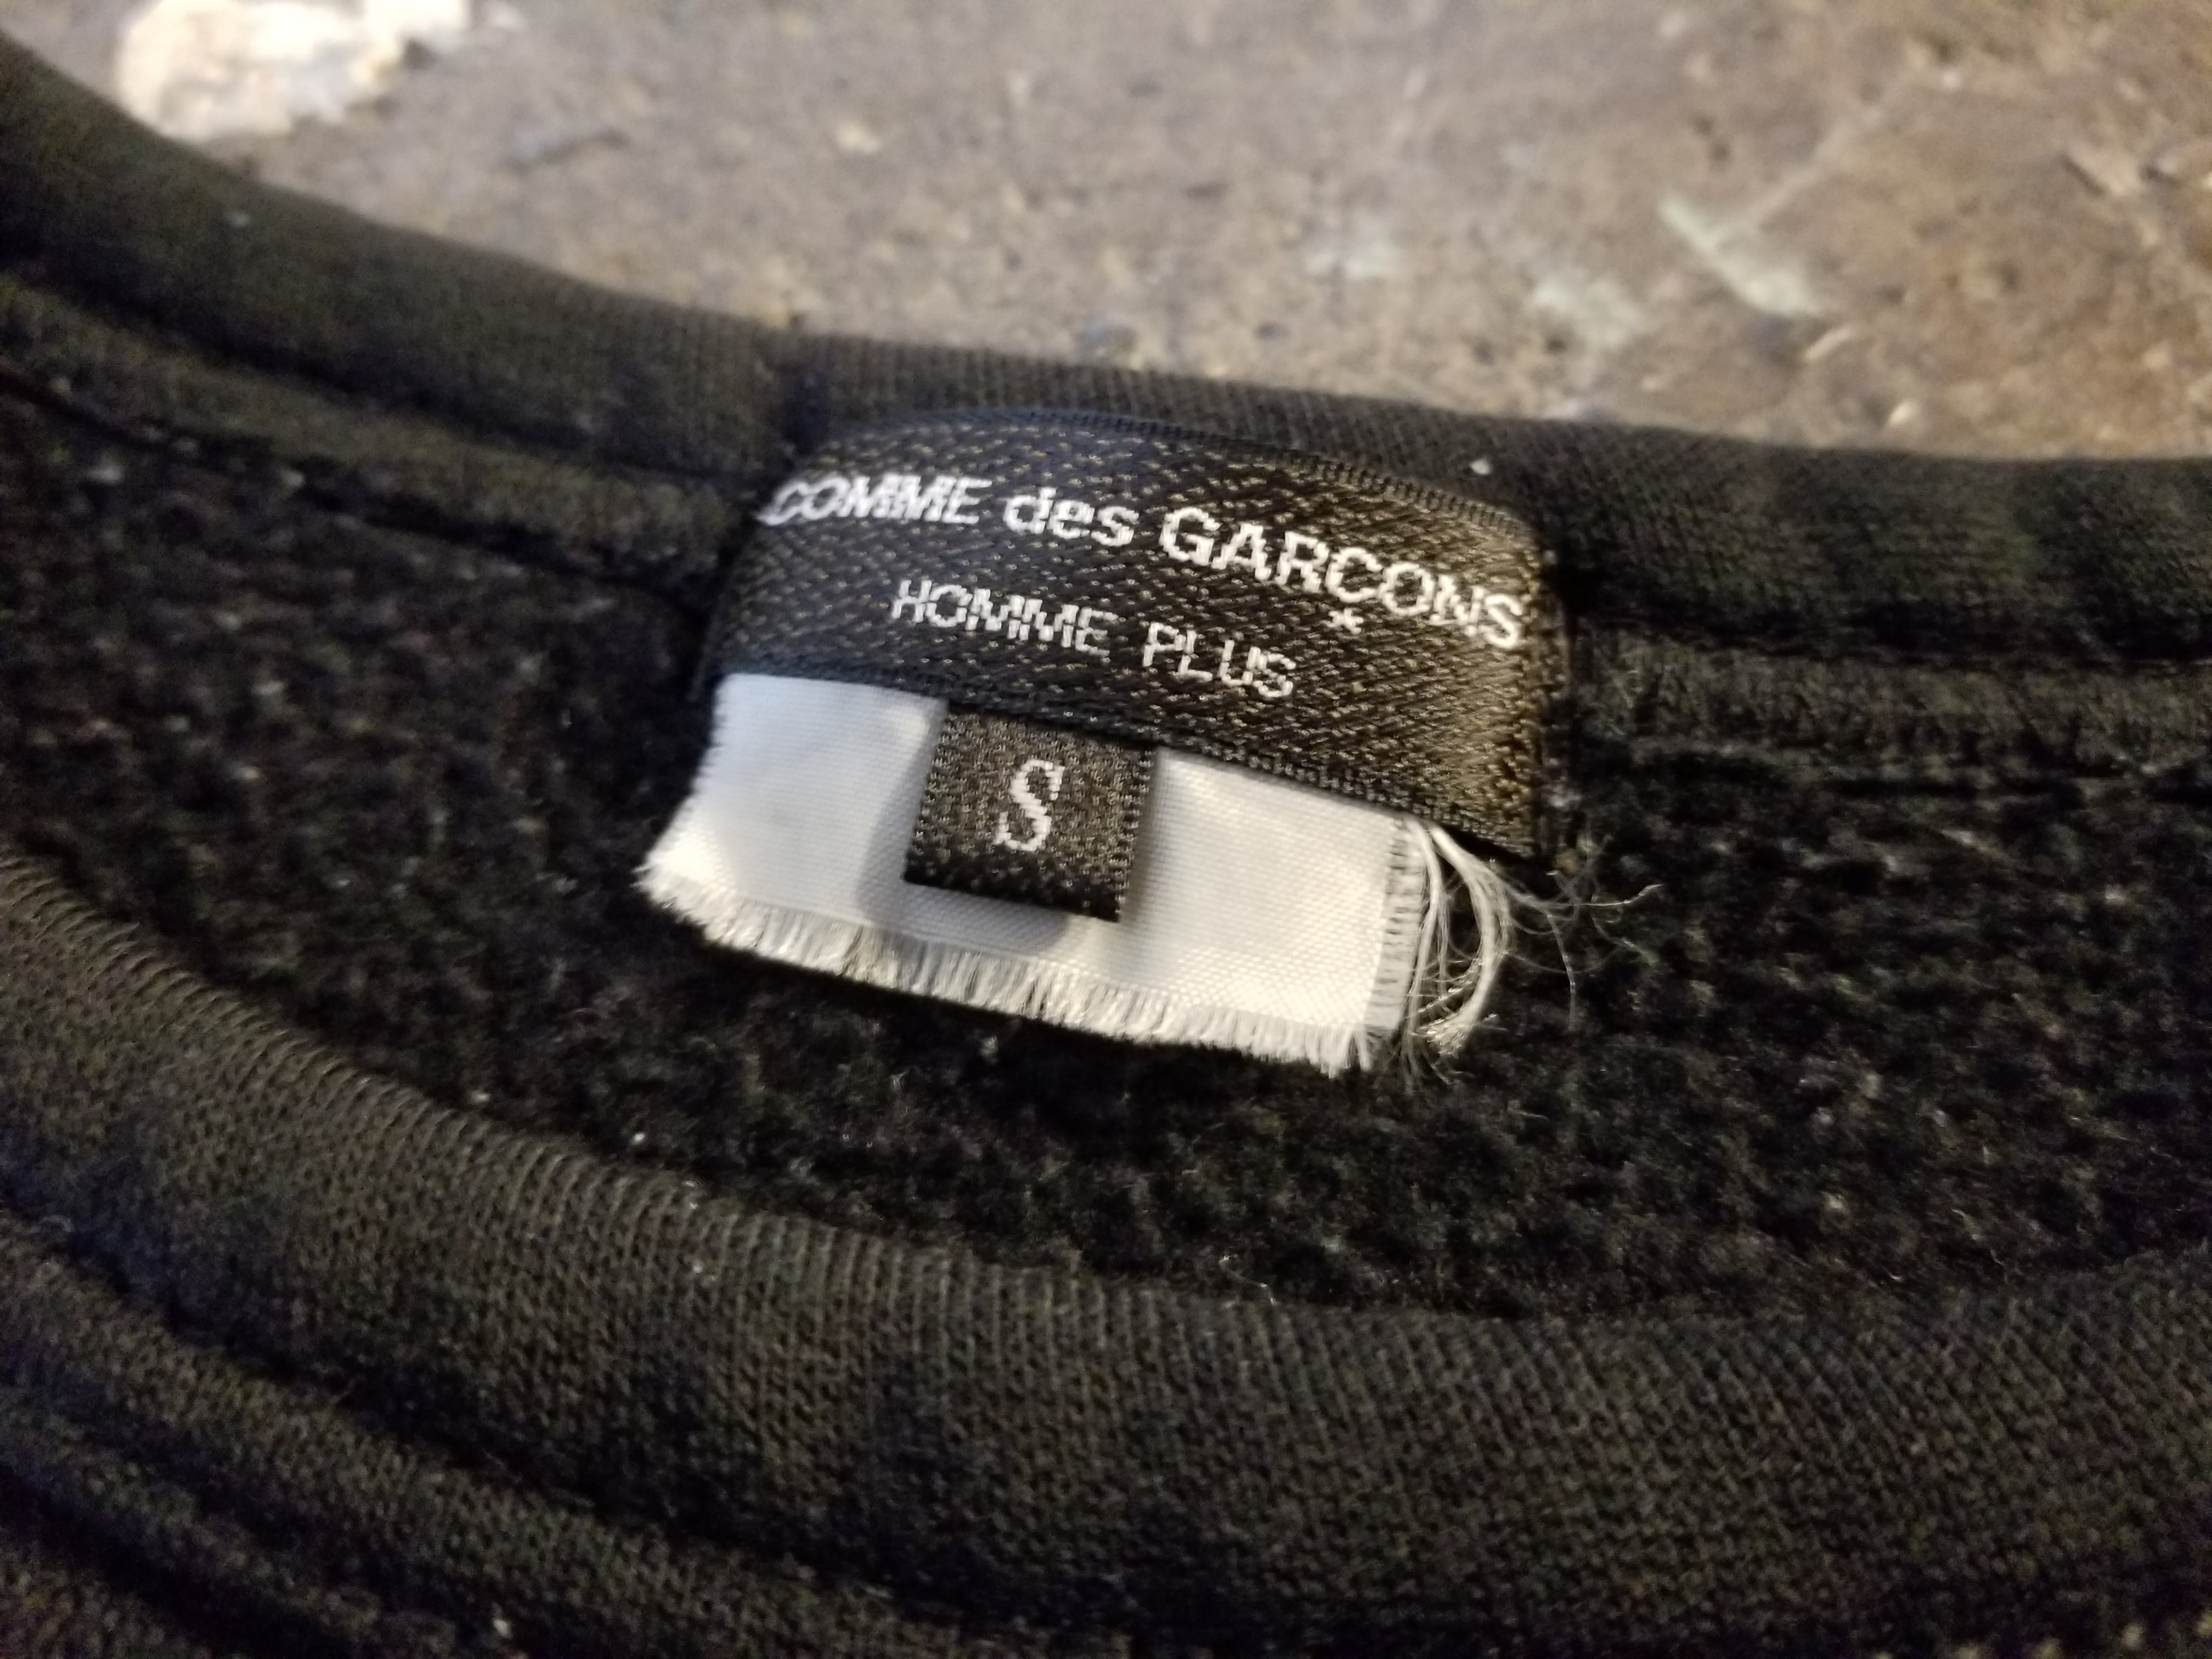 COMME des GARCONS
*
HOMME PLUS
S